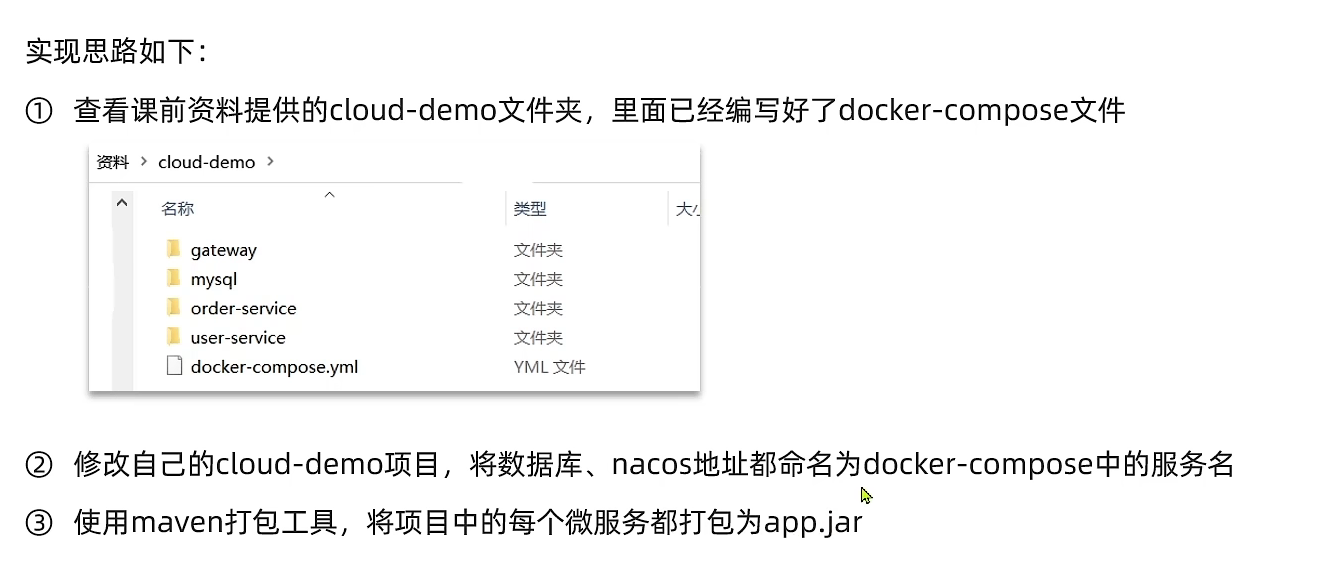 实现思路如下：
① 查看课前资料提供的cloud-demo文件夹，里面已经编写好了docker-compose文件
资料 > cloud-demo >
名称 类型 大小
gateway 文件夹
mysql 文件夹
order-service 文件夹
user-service 文件夹
docker-compose.yml YML 文件
② 修改自己的cloud-demo项目，将数据库、nacos地址都命名为docker-compose中的服务名
③ 使用maven打包工具，将项目中的每个微服务都打包为app.jar